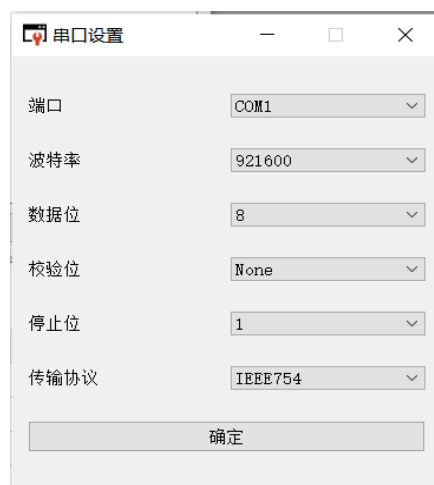 串口设置
端口 COM1
波特率 921600
数据位 8
校验位 None
停止位 1
传输协议 IEEE754
确定